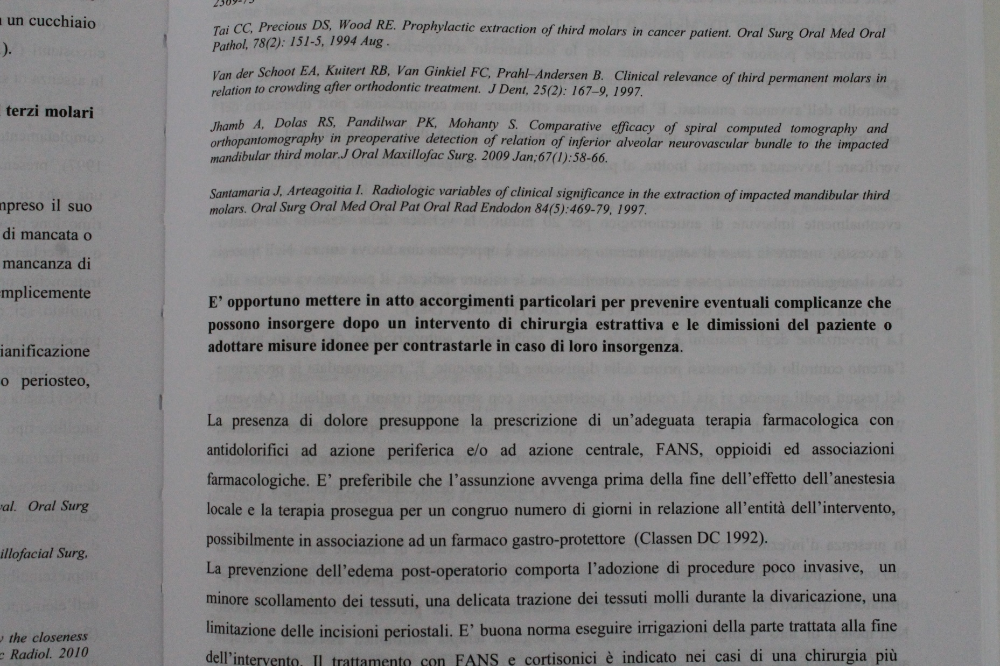 un cucchiaio
).
terzi molari
il suo
di mancata o
mancanza di
o periosteo,
Oral Surg
Surg,
the closeness
Radiol. 2010
Tai CC, Precious DS, Wood RE. Prophylactic extraction of third molars in cancer patient. Oral Surg Oral Med Oral
Pathol, 78(2): 151-5, 1994 Aug .
Van der Schoot EA, Kuitert RB, Van Ginkiel FC, Prahl–Andersen B. Clinical relevance of third permanent molars in
relation to crowding after orthodontic treatment. J Dent, 25(2): 167–9, 1997.
Jhamb A, Dolas RS, Pandilwar PK, Mohanty S. Comparative efficacy of spiral computed tomography and
orthopantomography in preoperative detection of relation of inferior alveolar neurovascular bundle to the impacted
mandibular third molar.J Oral Maxillofac Surg. 2009 Jan;67(1):58-66.
Santamaria J, Arteagoitia I. Radiologic variables of clinical significance in the extraction of impacted mandibular third
molars. Oral Surg Oral Med Oral Pat Oral Rad Endodon 84(5):469-79, 1997.
E’ opportuno mettere in atto accorgimenti particolari per prevenire eventuali complicanze che
possono insorgere dopo un intervento di chirurgia estrattiva e le dimissioni del paziente o
adottare misure idonee per contrastarle in caso di loro insorgenza.
La presenza di dolore presuppone la prescrizione di un’adeguata terapia farmacologica con
antidolorifici ad azione periferica e/o ad azione centrale, FANS, oppioidi ed associazioni
farmacologiche. E’ preferibile che l’assunzione avvenga prima della fine dell’effetto dell’anestesia
locale e la terapia prosegua per un congruo numero di giorni in relazione all’entità dell’intervento,
possibilmente in associazione ad un farmaco gastro-protettore (Classen DC 1992).
La prevenzione dell’edema post-operatorio comporta l’adozione di procedure poco invasive, un
minore scollamento dei tessuti, una delicata trazione dei tessuti molli durante la divaricazione, una
limitazione delle incisioni periostali. E’ buona norma eseguire irrigazioni della parte trattata alla fine
dell’intervento. Il trattamento con FANS e cortisonici è indicato nei casi di una chirurgia più